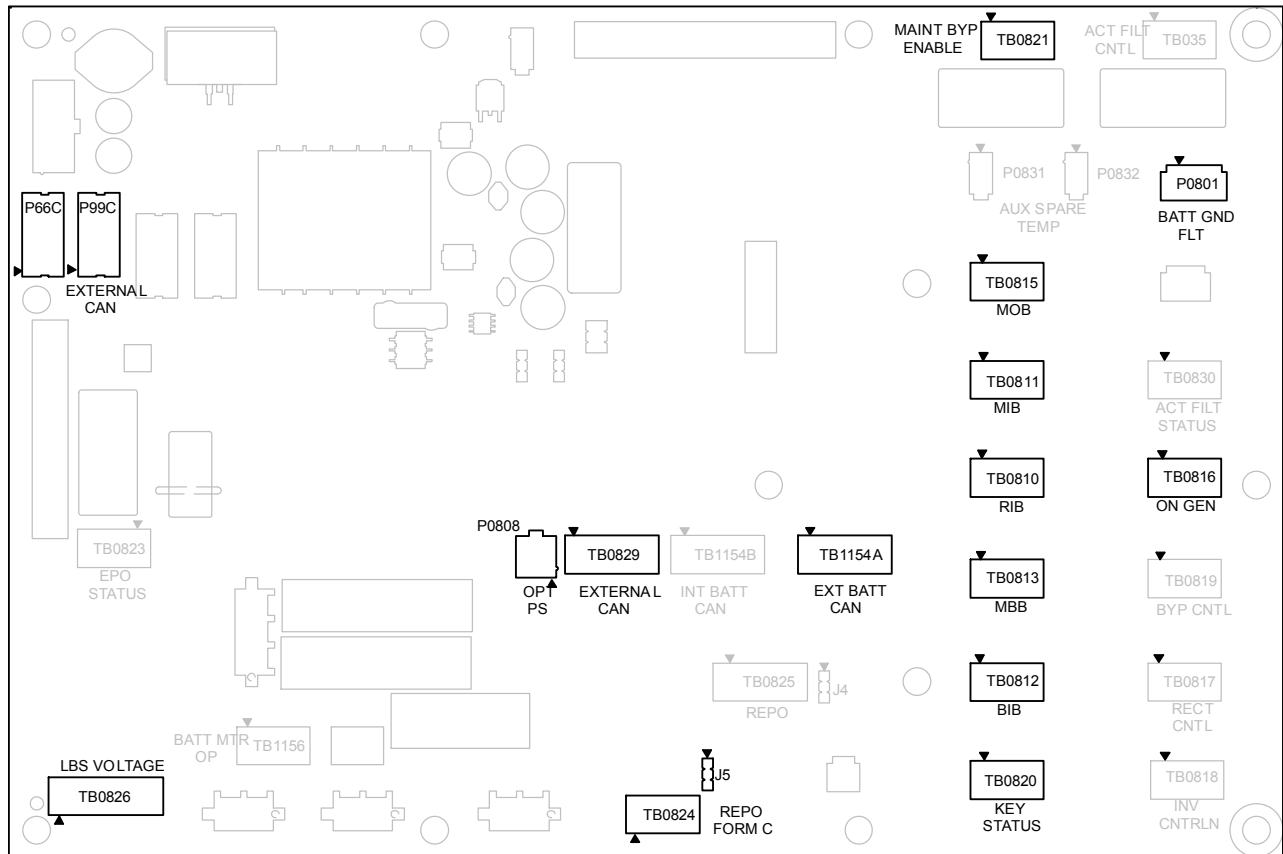 MAINT BYP
ENABLE
TB0821
ACT FILT
CNTL
TB035
P0831
P0832
AUX SPARE
TEMP
P0801
BATT GND
FLT
P66C
P99C
EXTERNAL
CAN
TB0815
MOB
TB0811
MIB
TB0830
ACT FILT
STATUS
TB0810
RIB
TB0816
ON GEN
TB0823
EPO
STATUS
P0808
OPT
PS
TB0829
EXTERNAL
CAN
TB1154B
INT BATT
CAN
TB1154A
EXT BATT
CAN
TB0813
MBB
TB0819
BYP CNTL
TB0825
REPO
J4
TB0812
BIB
TB0817
RECT
CNTL
BATT MTR
OP
TB1156
LBS VOLTAGE
TB0826
J5
TB0824
REPO
FORM C
TB0820
KEY
STATUS
TB0818
INV
CNTRLN